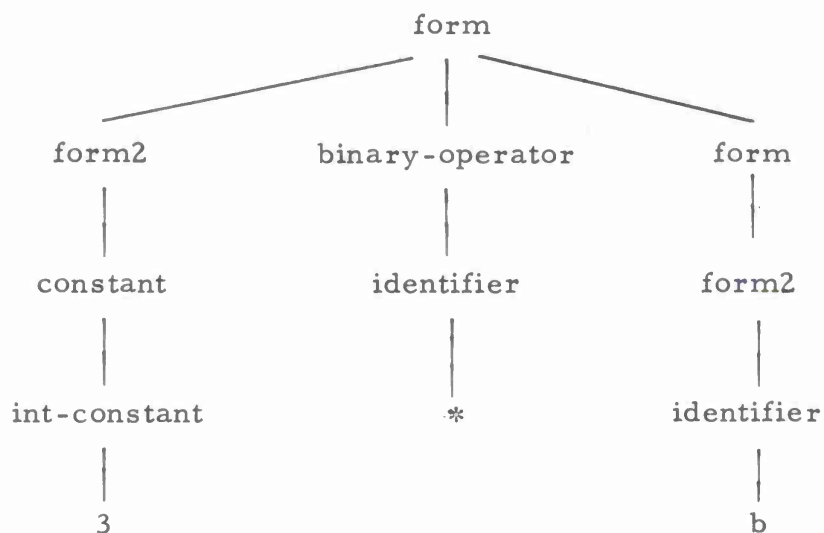 form
form2 binary-operator form
constant identifier form2
int-constant * identifier
3 b